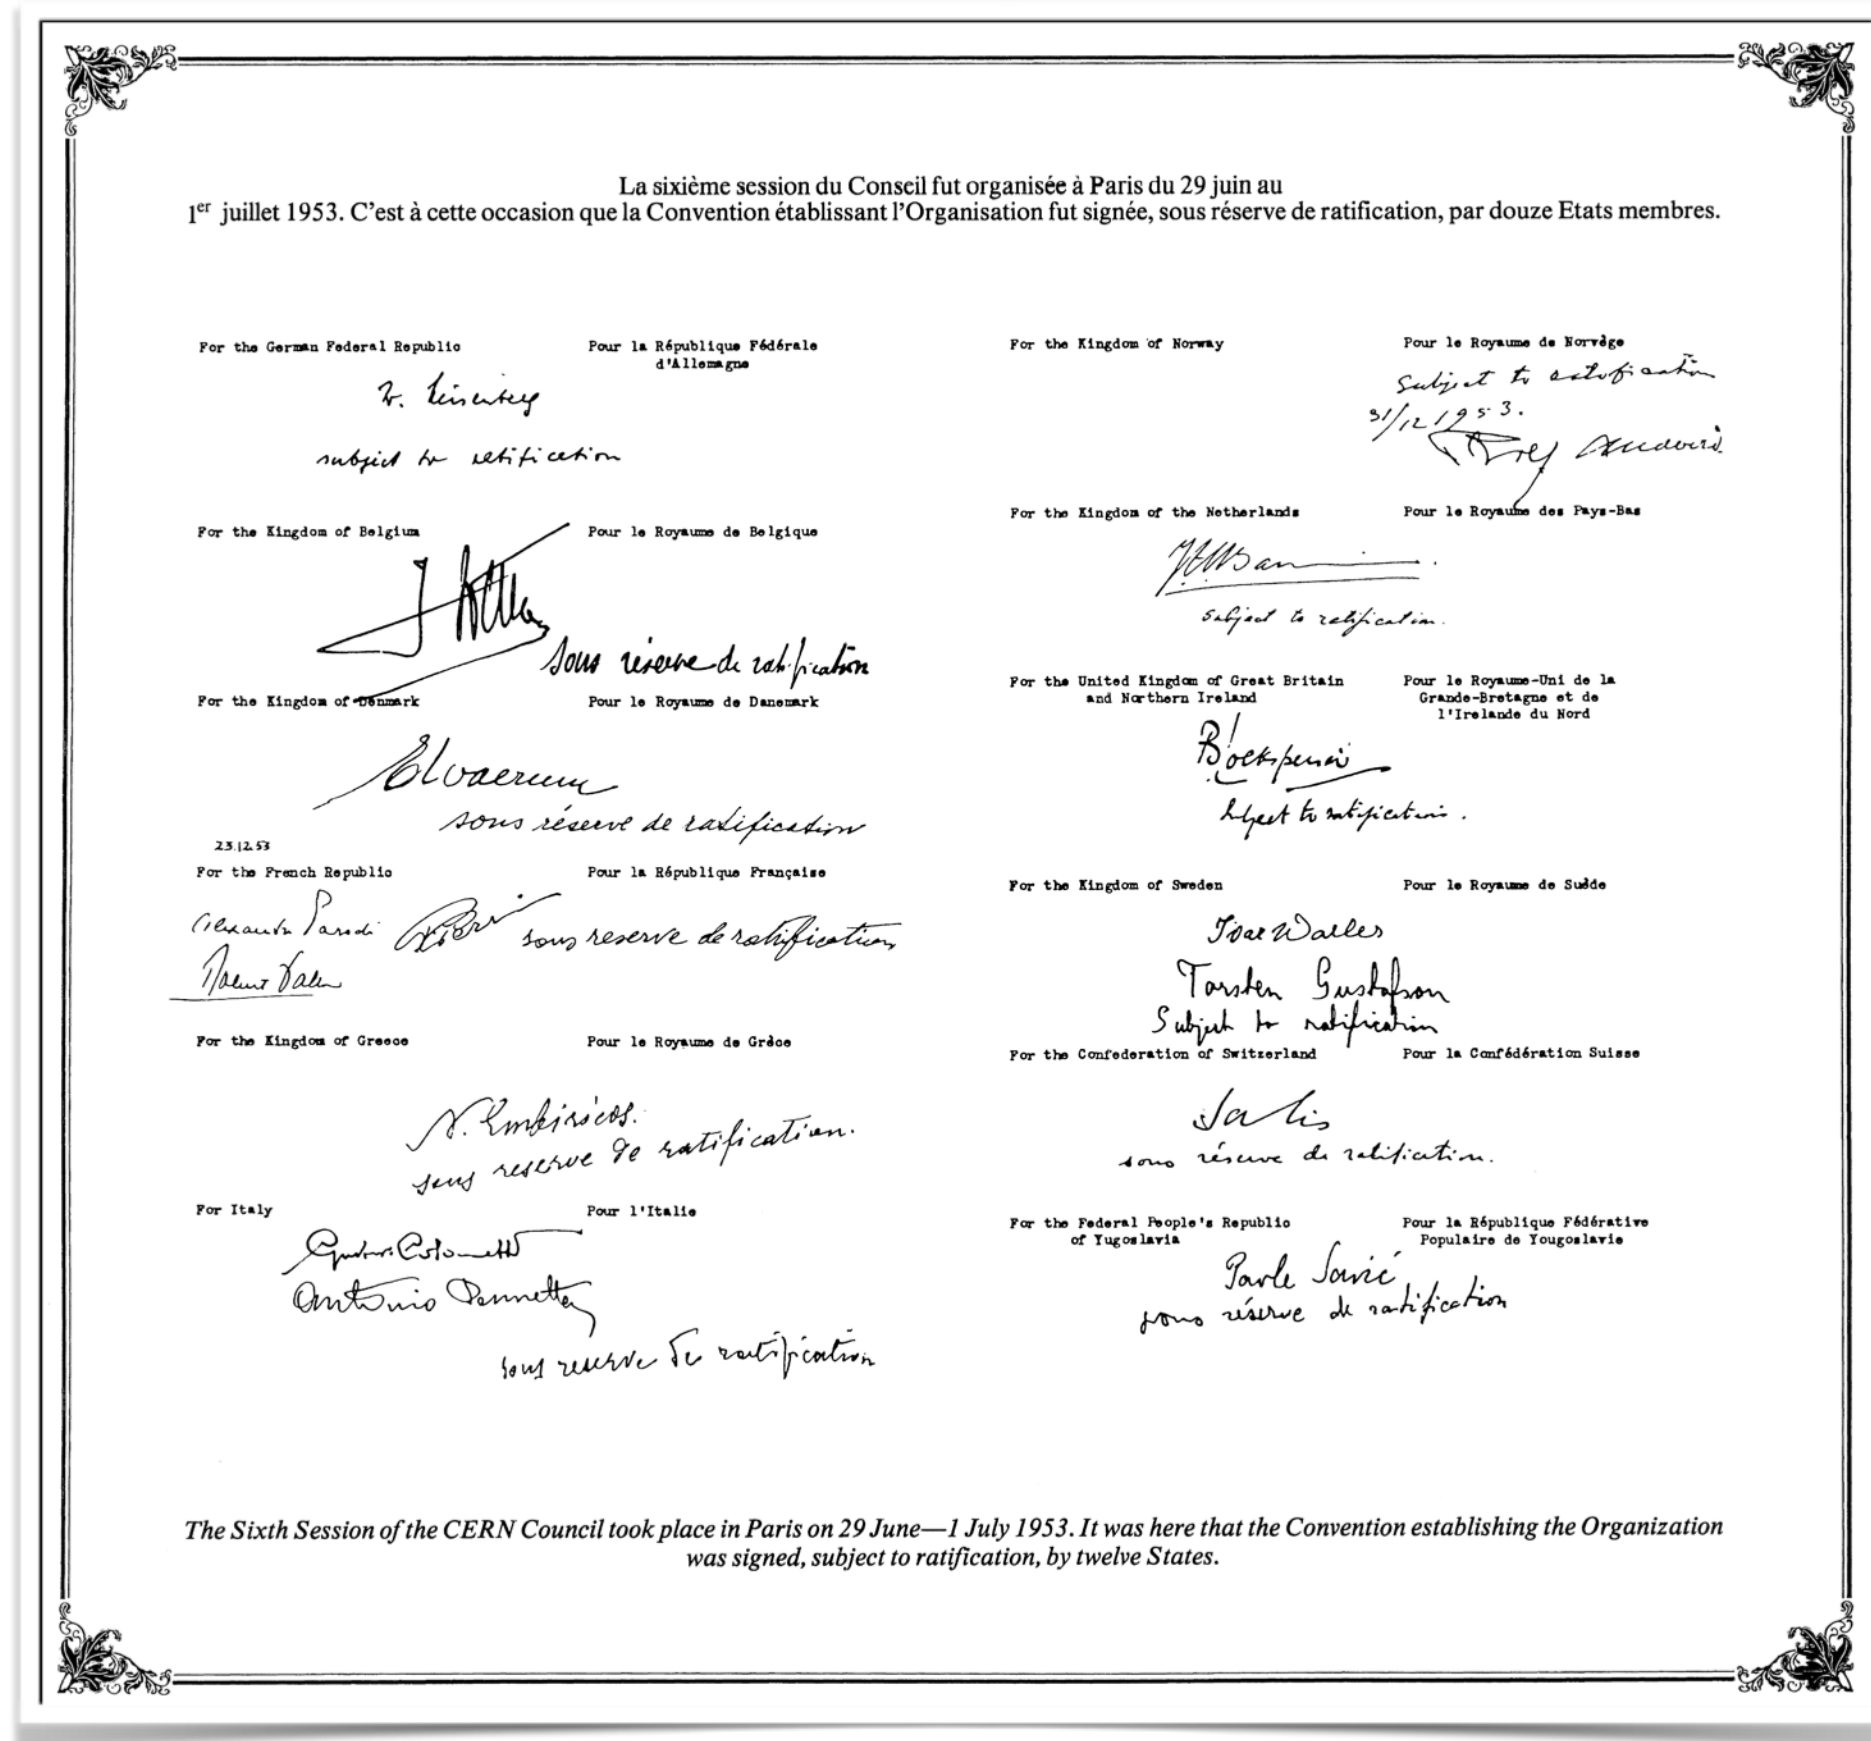 La sixième session du Conseil fut organisée à Paris du 29 juin au
1er juillet 1953. C'est à cette occasion que la Convention établissant l'Organisation fut signée, sous réserve de ratification, par douze Etats membres.
For the German Federal Republic
Pour la République Fédérale
d'Allemagne
W. Heisenberg
subject to ratification
For the Kingdom of Belgium
Pour le Royaume de Belgique
sous réserve de ratification
For the Kingdom of Denmark
Pour le Royaume de Danemark
sous réserve de ratification
23.12.53
For the French Republic
Pour la République Française
Alexandre Parodi
sous reserve de ratification
For the Kingdom of Greece
Pour le Royaume de Grèce
N. Embiricos.
sous reserve de ratification.
For Italy
Pour l'Italie
Gustavo Colonnetti
Antonio Pennetta
sous reserve de ratification
For the Kingdom of Norway
Pour le Royaume de Norvège
Subject to ratification
31/12 1953.
For the Kingdom of the Netherlands
Pour le Royaume des Pays-Bas
subject to ratification.
For the United Kingdom of Great Britain
and Northern Ireland
Pour le Royaume-Uni de la
Grande-Bretagne et de
l'Irelande du Nord
Subject to ratification.
For the Kingdom of Sweden
Pour le Royaume de Suède
Ivar Waller
Torsten Gustafson
Subject to ratification
For the Confederation of Switzerland
Pour la Confédération Suisse
Salis
sous réserve de ratification.
For the Federal People's Republic
of Yugoslavia
Pour la République Fédérative
Populaire de Yougoslavie
Pavle Savić
sous réserve de ratification
The Sixth Session of the CERN Council took place in Paris on 29 June—1 July 1953. It was here that the Convention establishing the Organization
was signed, subject to ratification, by twelve States.